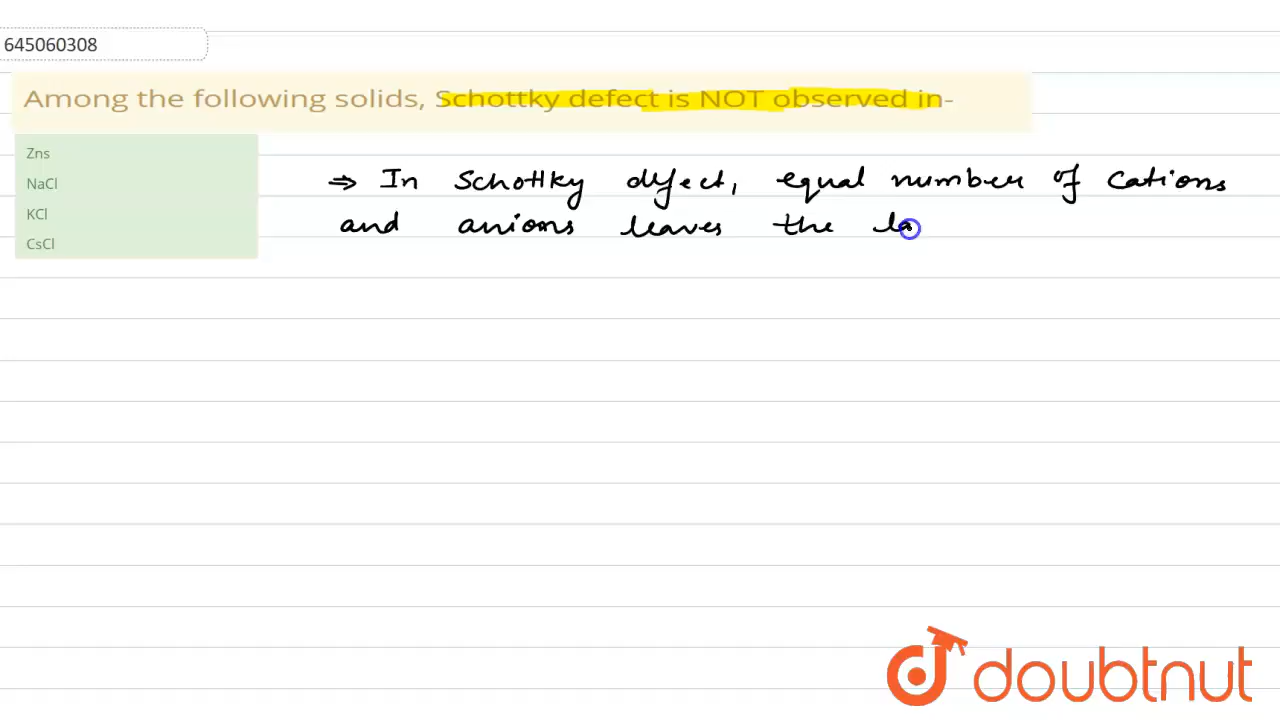 645060308
Among the following solids, Schottky defect is NOT observed in-
Zns
NaCl
KCl
CsCl
⇒ In Schottky defect, equal number of cations
and anions leaves the la
doubtnut